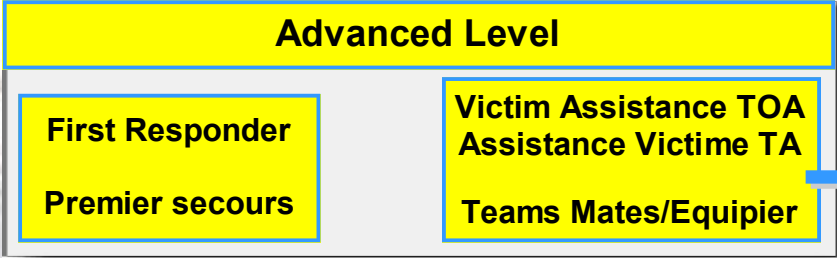 Advanced Level
First Responder
Premier secours
Victim Assistance TOA
Assistance Victime TA
Teams Mates/Equipier